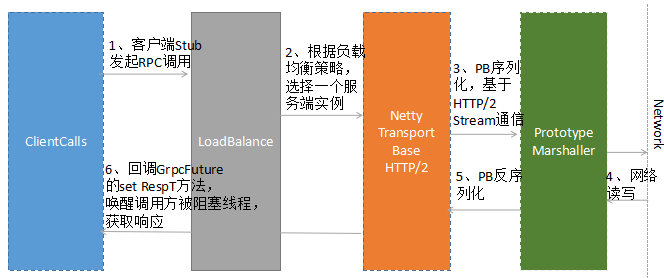 1、客户端Stub
发起RPC调用
2、根据负载
均衡策略，
选择一个服
务端实例
3、PB序列
化，基于
HTTP/2
Stream通信
ClientCalls
LoadBalance
Netty
Transport
Base
HTTP/2
Prototype
Marshaller
Network
6、回调GrpcFuture
的set RespT方法，
唤醒调用方被阻塞线程，
获取响应
5、PB反序
列化
4、网络
读写